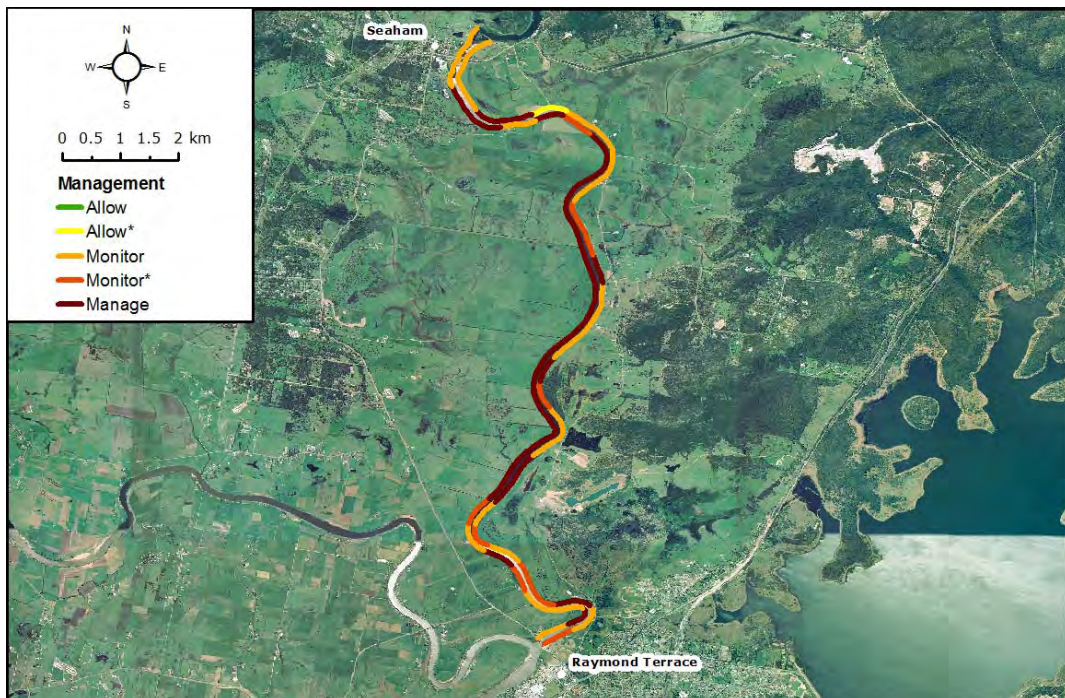 Seaham
N
W E
S
0 0.5 1 1.5 2 km
Management
Allow
Allow*
Monitor
Monitor*
Manage
Raymond Terrace